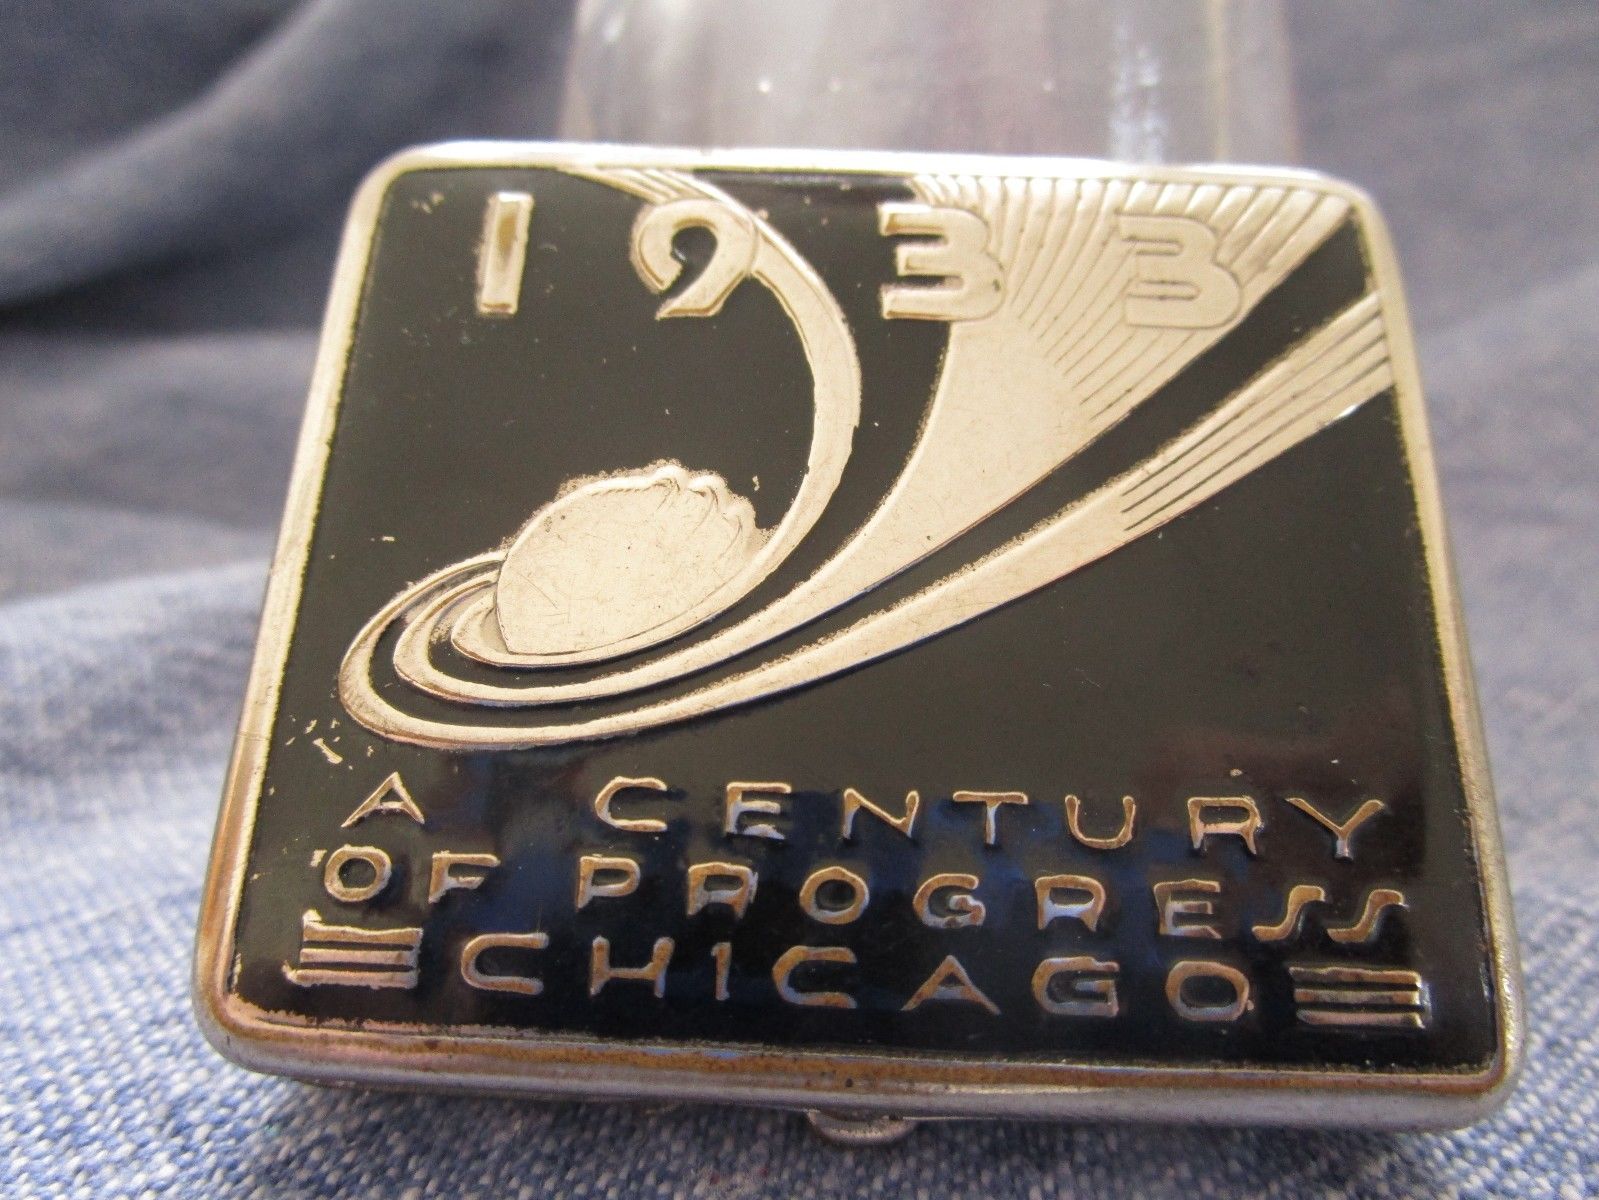 1933
A CENTURY
OF PROGRESS
CHICAGO